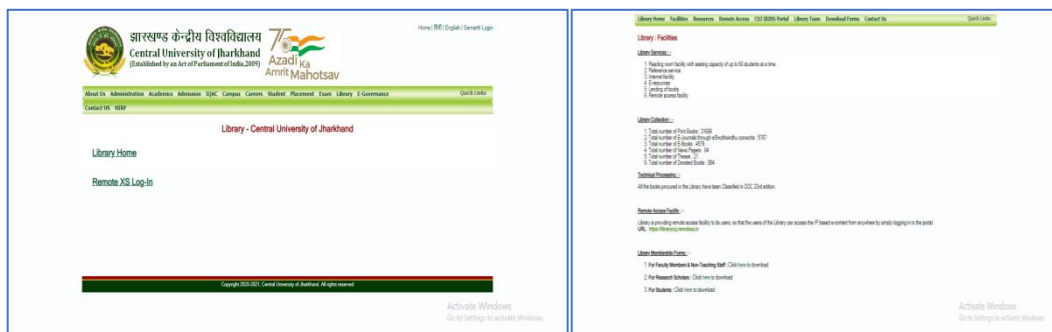 Home | हिंदी | English | Samarth Login
झारखण्ड केन्द्रीय विश्वविद्यालय
Central University of Jharkhand
(Established by an Act of Parliament of India, 2009)
75
Azadi Ka
Amrit Mahotsav
About Us Administration Academics Admission IQAC Campus Careers Student Placement Exam Library E-Governance Quick Links
Contact US NIRF
Library - Central University of Jharkhand
Library Home
Remote XS Log-In
Copyright 2020-2021, Central University of Jharkhand. All rights reserved
Activate Windows
Go to Settings to activate Windows.
Library Home Facilities Resources Remote Access CUJ IRINS Portal Library Team Download Forms Contact Us Quick Links
Library : Facilities
Library Services :-
1. Reading room facility with seating capacity of up to 60 students at a time.
2. Reference service
3. Internet facility
4. E-resources
5. Lending of books
6. Remote access facility
Library Collection :-
1. Total number of Print Books :
2. Total number of E-Journals through eShodhsindhu consortia : 5767
3. Total number of E-Books : 4576
4. Total number of News Papers : 04
5. Total number of Theses : 21
6. Total number of Donated Books :
Technical Processing :-
All the books procured in the Library have been Classified in DDC 23rd edition.
Remote Access Facility :-
Library is providing remote access facility to its users, so that the users of the Library can access the IP based e-content from anywhere by simply logging in to the portal
URL :
Library Membership Forms :-
1. For Faculty Members & Non-Teaching Staff : Click here to download
2. For Research Scholars : Click here to download
3. For Students : Click here to download
Activate Windows
Go to Settings to activate Windows.